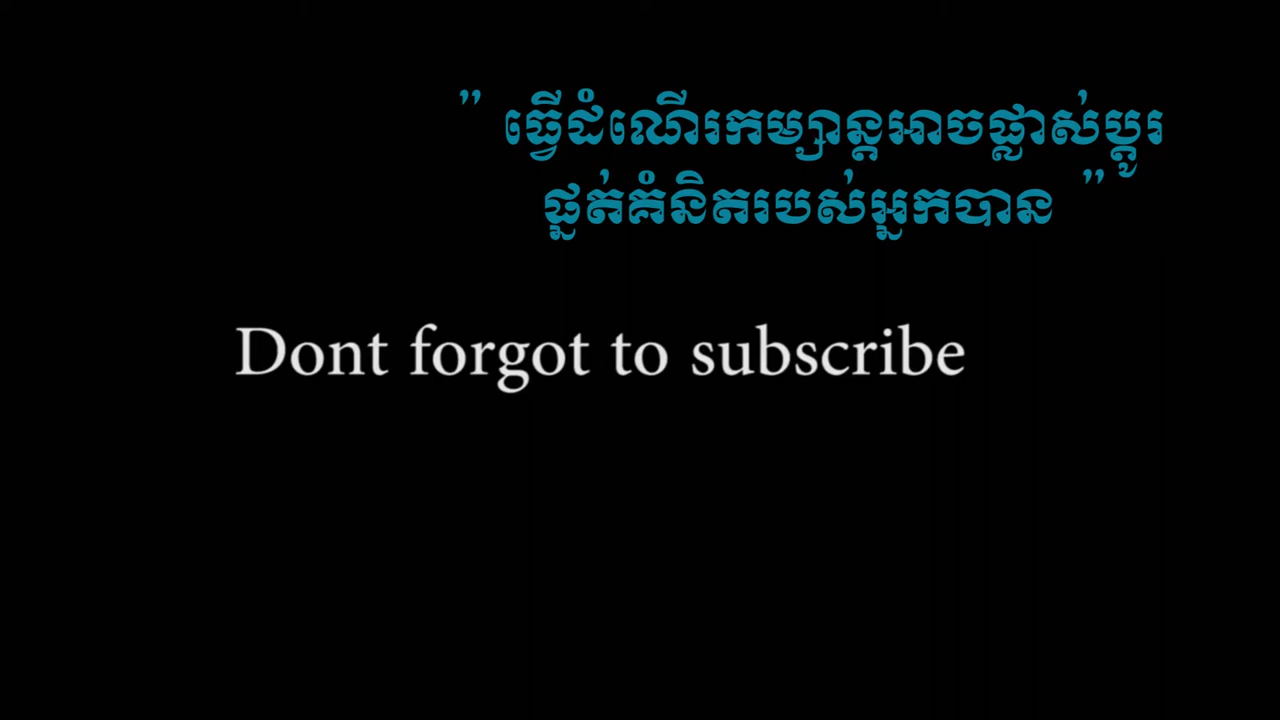 " ធ្វើដំណើរកម្សាន្តអាចផ្លាស់ប្តូរ
ផ្នត់គំនិតរបស់អ្នកបាន "
Dont forgot to subscribe